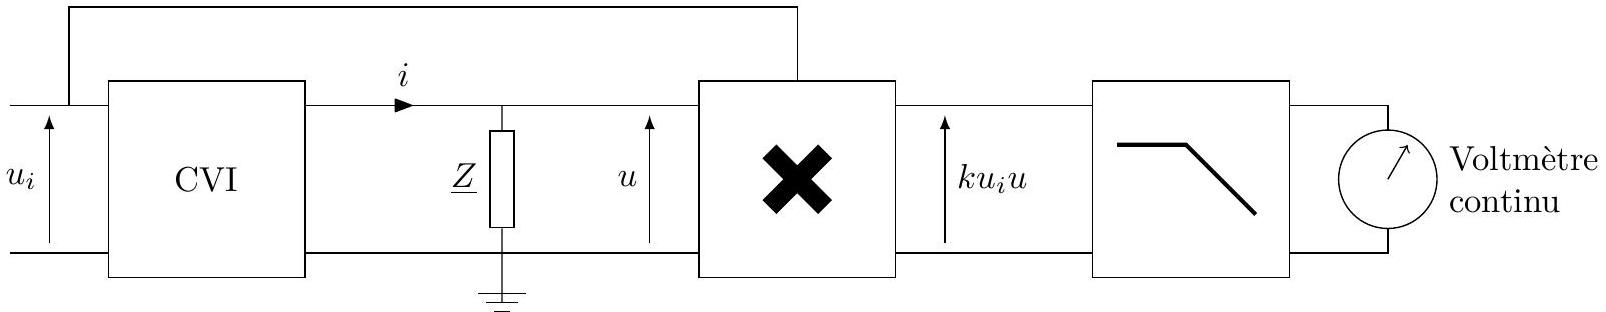 i
u_i
CVI
Z
u
ku_iu
Voltmètre
continu